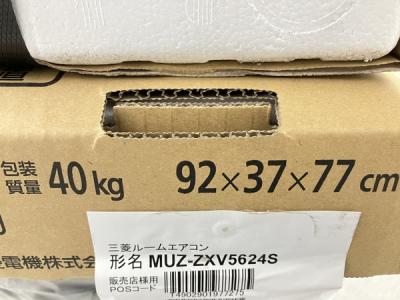 包装
質量 40kg 92×37×77cm
三菱ルームエアコン
形名 MUZ-ZXV5624S
販売店様用
POSコード
電機株式会
T4902901977275